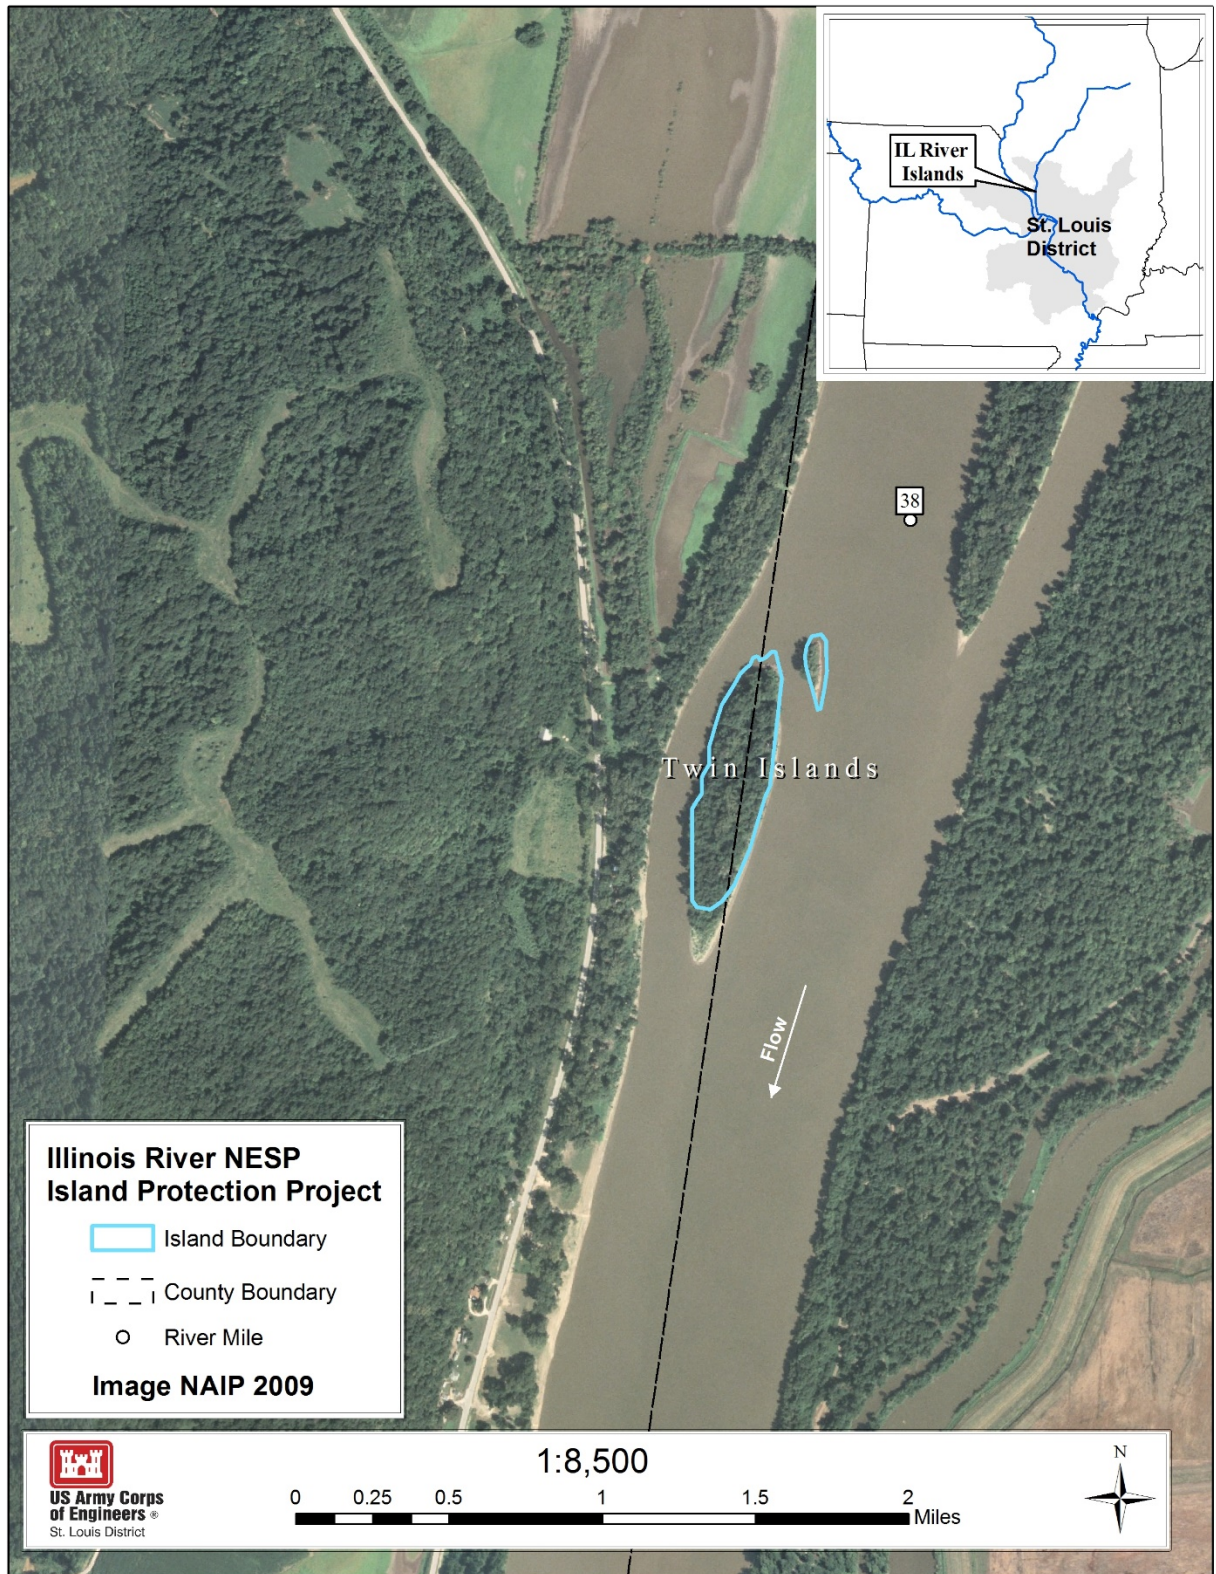 IL River
Islands
St. Louis
District
38
Twin Islands
Flow
Illinois River NESP
Island Protection Project
Island Boundary
County Boundary
River Mile
Image NAIP 2009
US Army Corps
of Engineers ®
St. Louis District
1:8,500
0 0.25 0.5 1 1.5 2
Miles
N